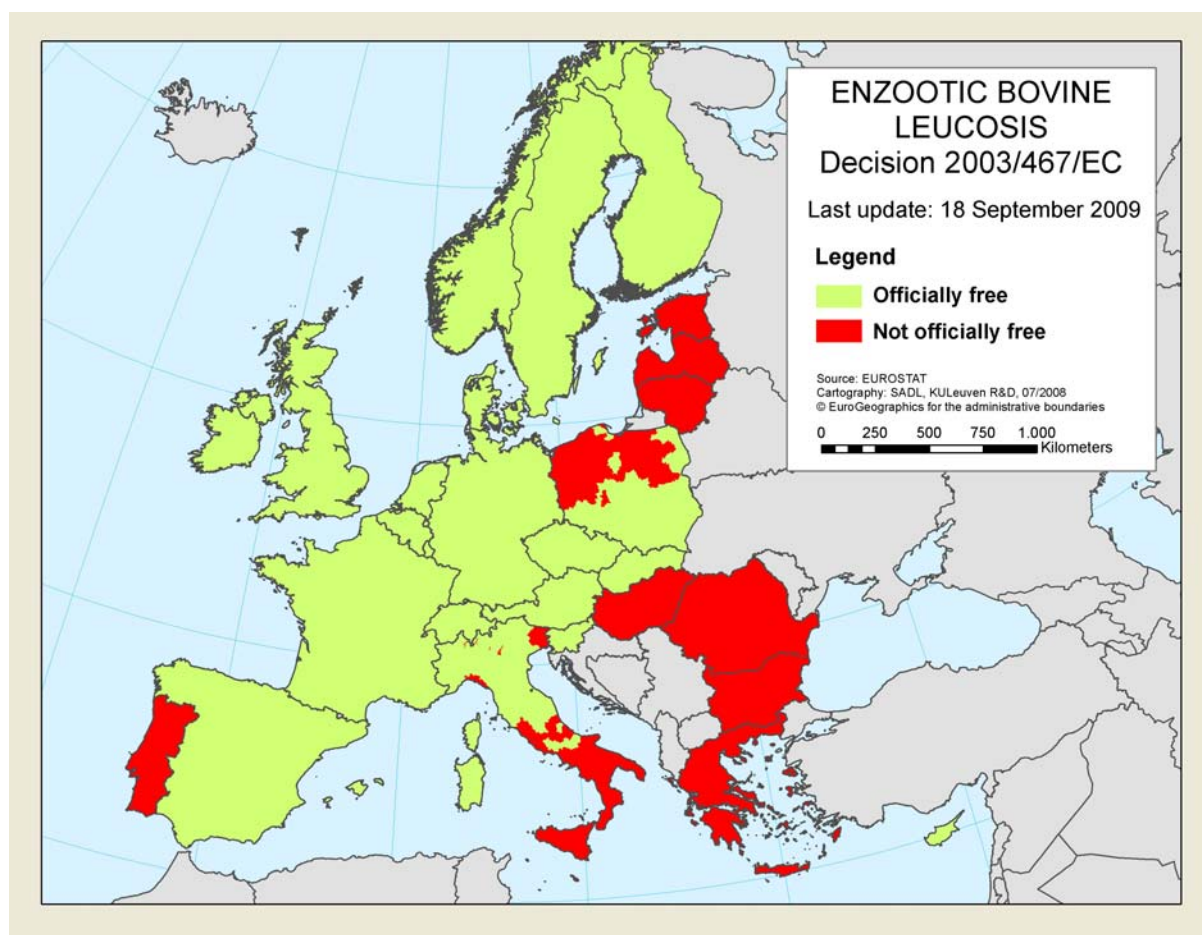 ENZOOTIC BOVINE
LEUCOSIS
Decision 2003/467/EC
Last update: 18 September 2009
Legend
Officially free
Not officially free
Source: EUROSTAT
Cartography: SADL, KULeuven R&D, 07/2008
© EuroGeographics for the administrative boundaries
0 250 500 750 1.000
Kilometers